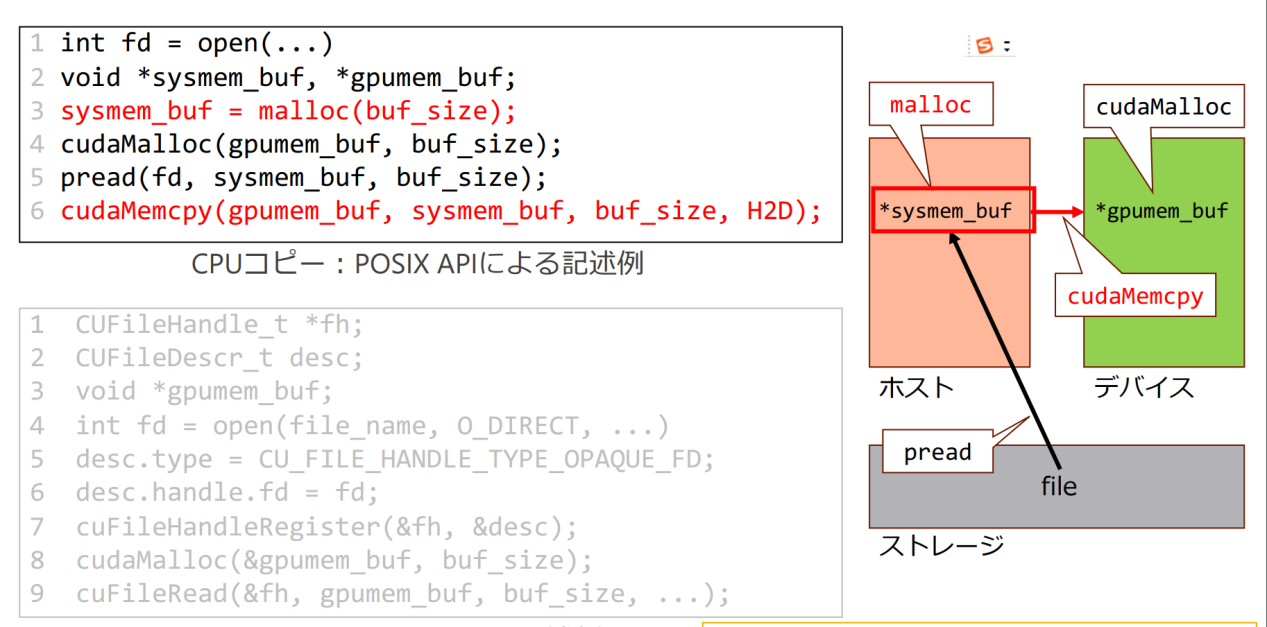 1 int fd = open(...)
2 void *sysmem_buf, *gpumem_buf;
3 sysmem_buf = malloc(buf_size);
4 cudaMalloc(gpumem_buf, buf_size);
5 pread(fd, sysmem_buf, buf_size);
6 cudaMemcpy(gpumem_buf, sysmem_buf, buf_size, H2D);
CPUコピー：POSIX APIによる記述例
1 CUFileHandle_t *fh;
2 CUFileDescr_t desc;
3 void *gpumem_buf;
4 int fd = open(file_name, O_DIRECT, ...)
5 desc.type = CU_FILE_HANDLE_TYPE_OPAQUE_FD;
6 desc.handle.fd = fd;
7 cuFileHandleRegister(&fh, &desc);
8 cudaMalloc(&gpumem_buf, buf_size);
9 cuFileRead(&fh, gpumem_buf, buf_size, ...);
malloc
cudaMalloc
*sysmem_buf
*gpumem_buf
cudaMemcpy
ホスト
デバイス
pread
file
ストレージ